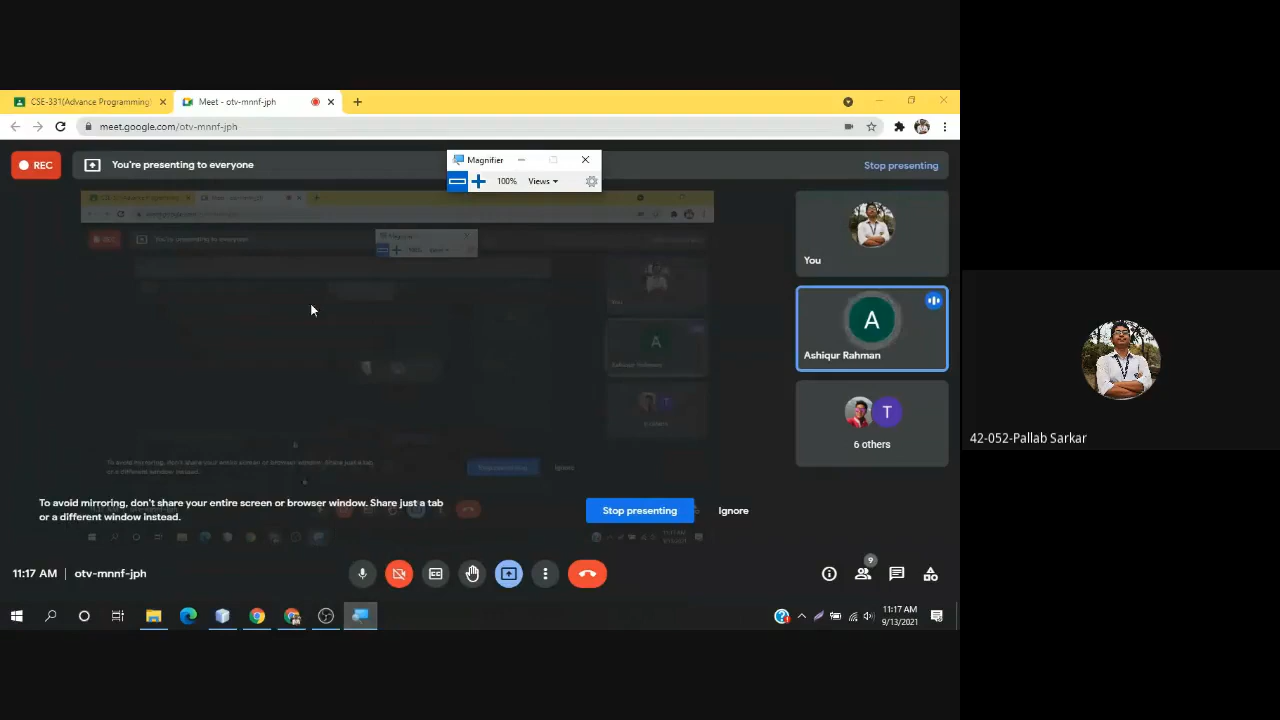 CSE-331(Advance Programming)
Meet - otv-mnnf-jph
meet.google.com/otv-mnnf-jph
REC
You're presenting to everyone
Stop presenting
Magnifier
100%
Views
You
A
Ashiqur Rahman
T
6 others
To avoid mirroring, don't share your entire screen or browser window. Share just a tab
or a different window instead.
Stop presenting
Ignore
11:17 AM | otv-mnnf-jph
9
11:17 AM
9/13/2021
42-052-Pallab Sarkar